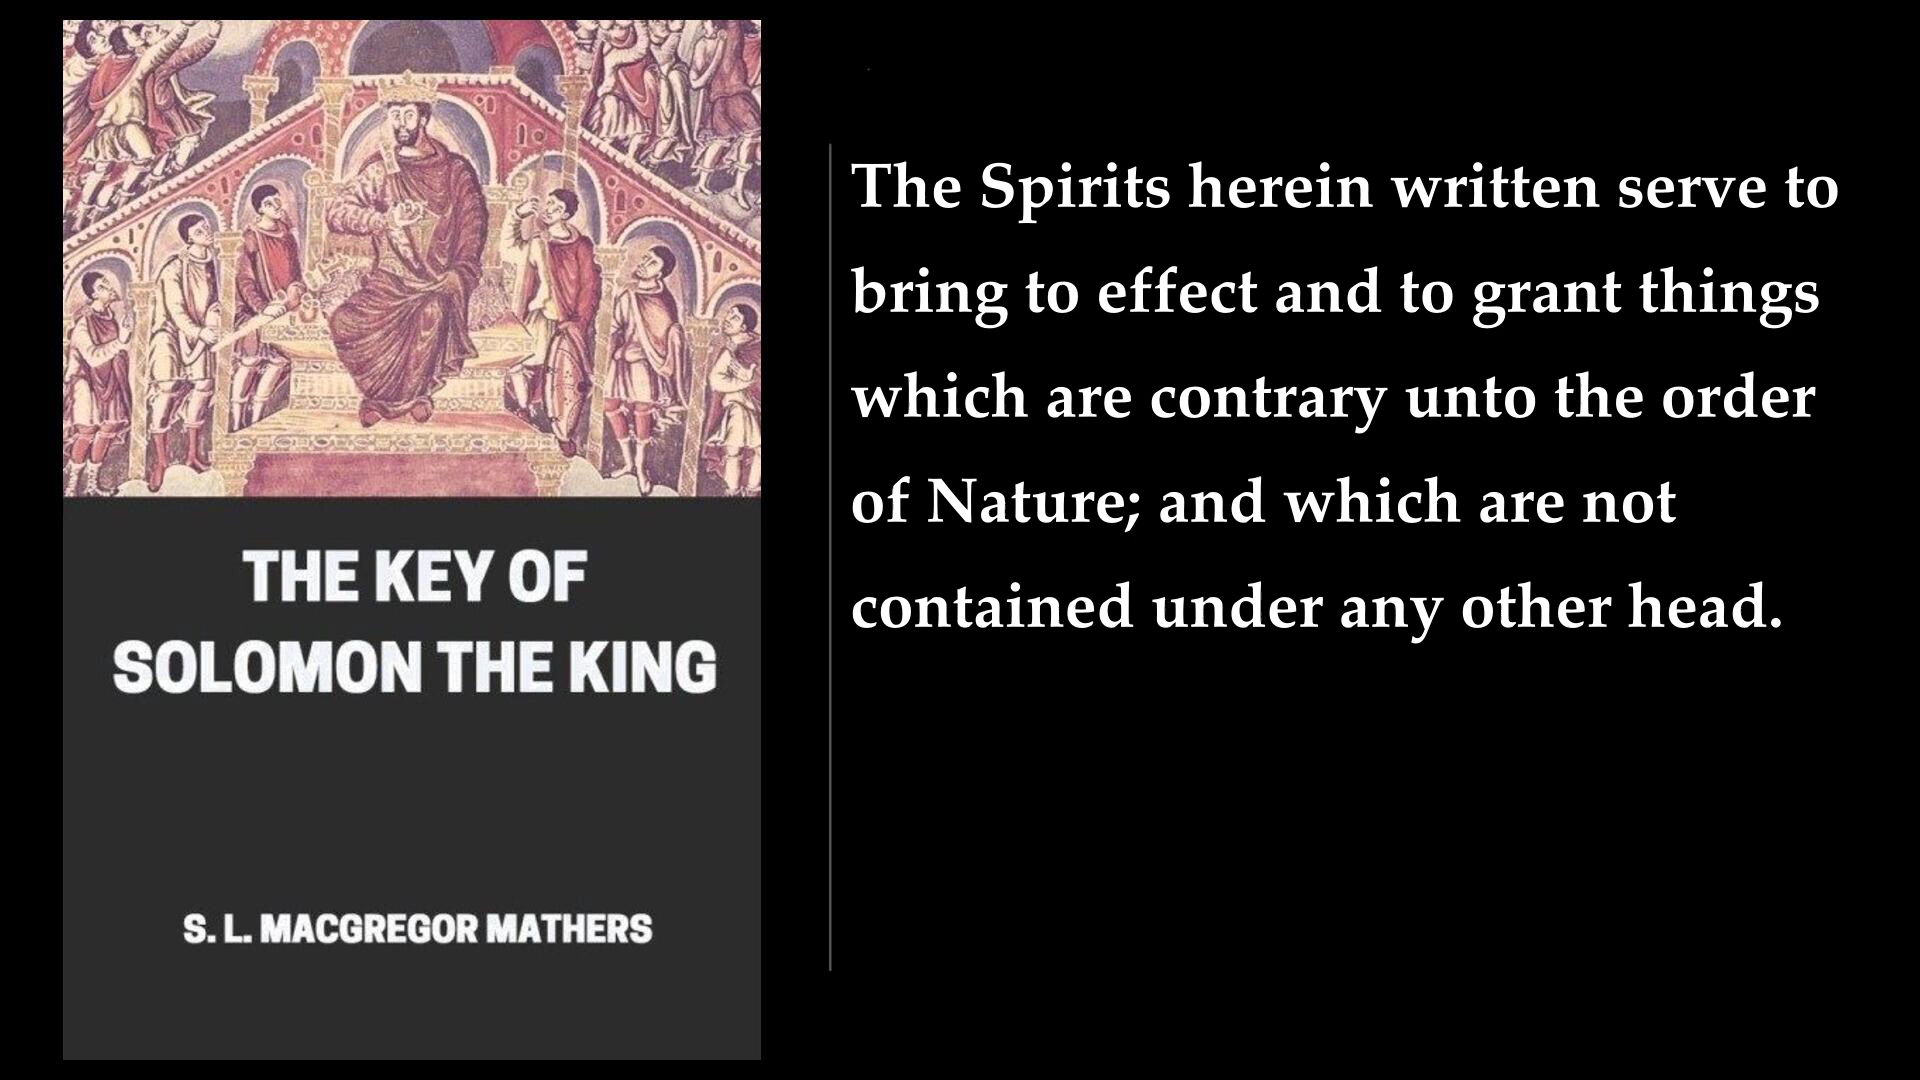 THE KEY OF
SOLOMON THE KING
S. L. MACGREGOR MATHERS
The Spirits herein written serve to
bring to effect and to grant things
which are contrary unto the order
of Nature; and which are not
contained under any other head.